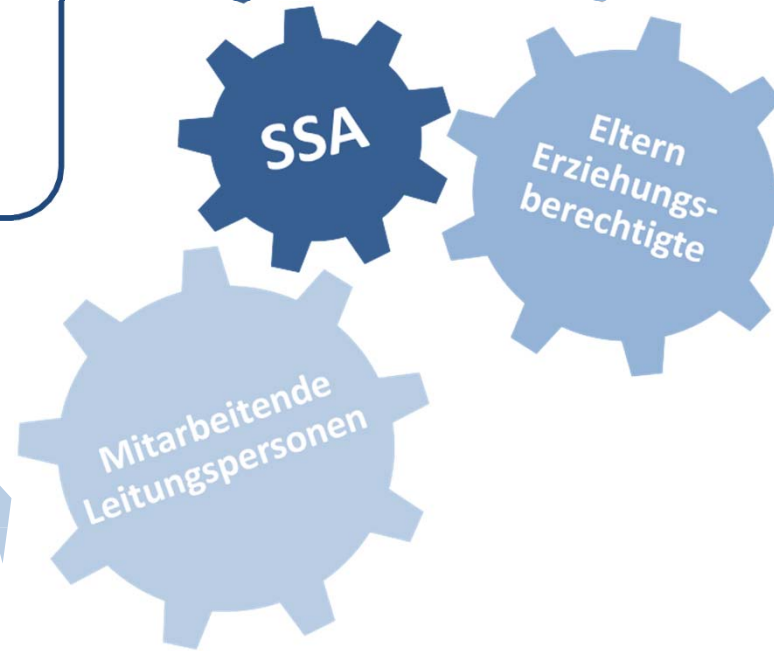 SSA
Eltern
Erziehungs-
berechtigte
Mitarbeitende
Leitungspersonen